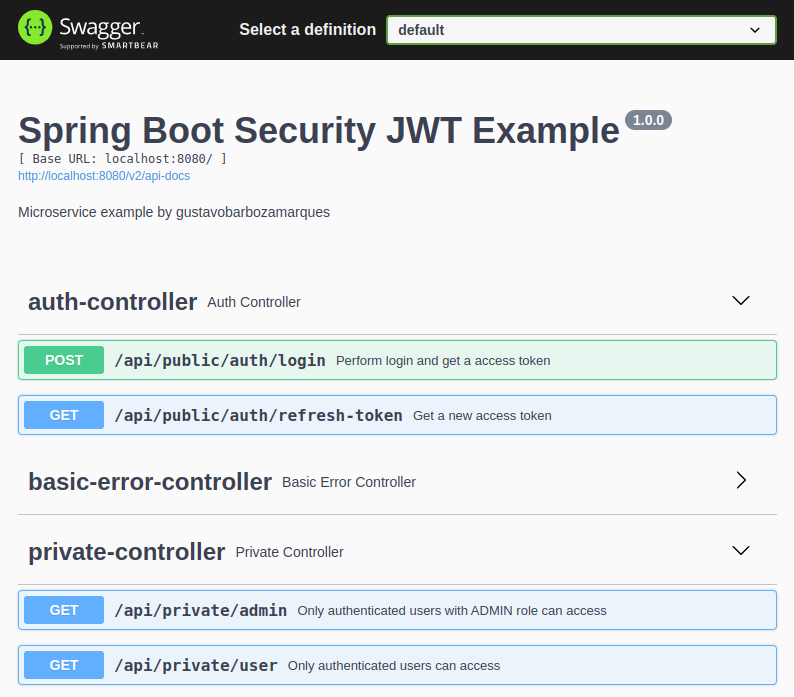 {···} Swagger
Supported by SMARTBEAR
Select a definition
default
Spring Boot Security JWT Example 1.0.0
[ Base URL: localhost:8080/ ]
http://localhost:8080/v2/api-docs
Microservice example by gustavobarbozamarques
auth-controller Auth Controller
POST /api/public/auth/login Perform login and get a access token
GET /api/public/auth/refresh-token Get a new access token
basic-error-controller Basic Error Controller
private-controller Private Controller
GET /api/private/admin Only authenticated users with ADMIN role can access
GET /api/private/user Only authenticated users can access